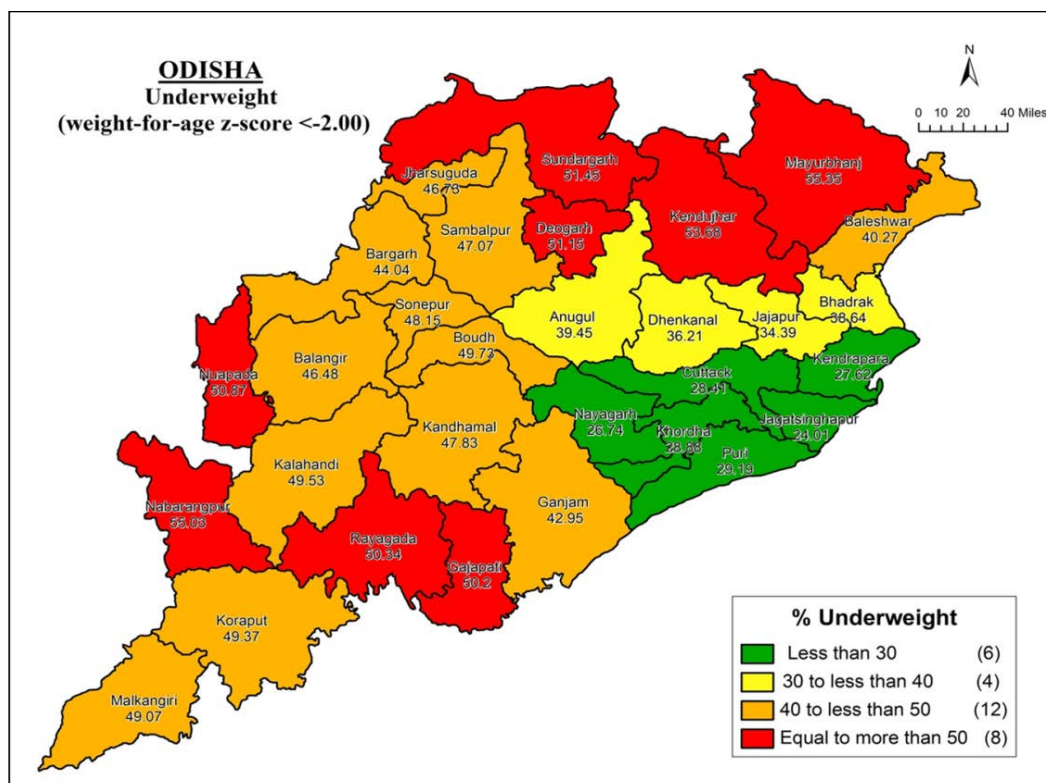 ODISHA
Underweight
(weight-for-age z-score <-2.00)
N
0 10 20 40 Miles
Sundargarh
51.45
Mayurbhanj
55.35
Jharsuguda
46.73
Kendujhar
53.68
Baleshwar
40.27
Sambalpur
47.07
Deogarh
51.15
Bargarh
44.04
Sonepur
48.15
Anugul
39.45
Dhenkanal
36.21
Jajapur
34.39
Bhadrak
38.64
Boudh
49.73
Balangir
46.48
Nuapada
50.87
Cuttack
28.41
Kendrapara
27.62
Nayagarh
26.74
Khordha
28.88
Jagatsinghapur
24.01
Puri
29.19
Kandhamal
47.83
Kalahandi
49.53
Ganjam
42.95
Nabarangpur
55.03
Rayagada
50.34
Gajapati
50.2
Koraput
49.37
Malkangiri
49.07
% Underweight
Less than 30 (6)
30 to less than 40 (4)
40 to less than 50 (12)
Equal to more than 50 (8)